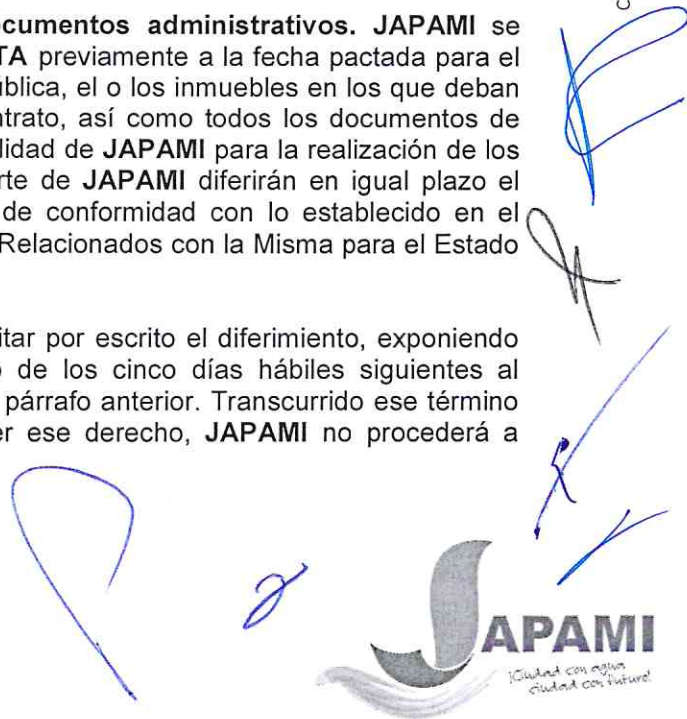 ocumentos administrativos. JAPAMI se
TA previamente a la fecha pactada para el
ública, el o los inmuebles en los que deban
ntrato, así como todos los documentos de
lidad de JAPAMI para la realización de los
rte de JAPAMI diferirán en igual plazo el
de conformidad con lo establecido en el
Relacionados con la Misma para el Estado
itar por escrito el diferimiento, exponiendo
o de los cinco días hábiles siguientes al
párrafo anterior. Transcurrido ese término
er ese derecho, JAPAMI no procederá a
JAPAMI
¡Ciudad con agua
ciudad con futuro!